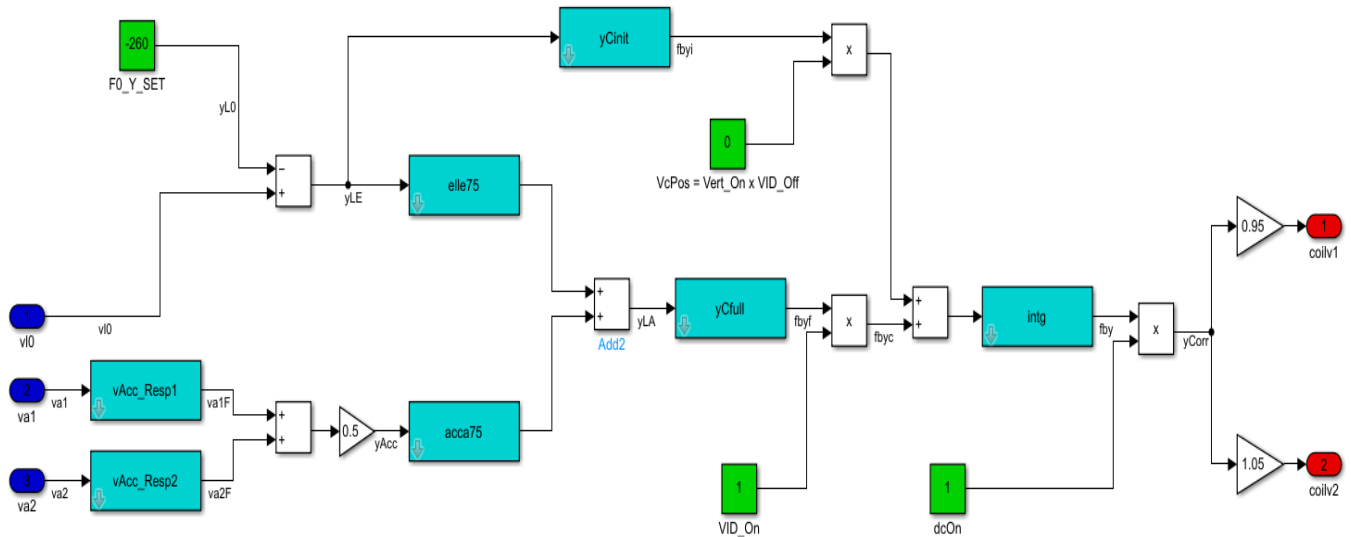 -260
F0_Y_SET
yL0
yCinit
fbyi
x
0
VcPos = Vert_On x VID_Off
−
+
yLE
elle75
0.95
1
coilv1
1
vl0
vl0
+
+
yLA
Add2
yCfull
fbyf
x
fbyc
+
+
intg
fby
x
yCorr
2
va1
va1
vAcc_Resp1
va1F
3
va2
va2
vAcc_Resp2
va2F
+
+
0.5
yAcc
acca75
1
VID_On
1
dcOn
1.05
2
coilv2